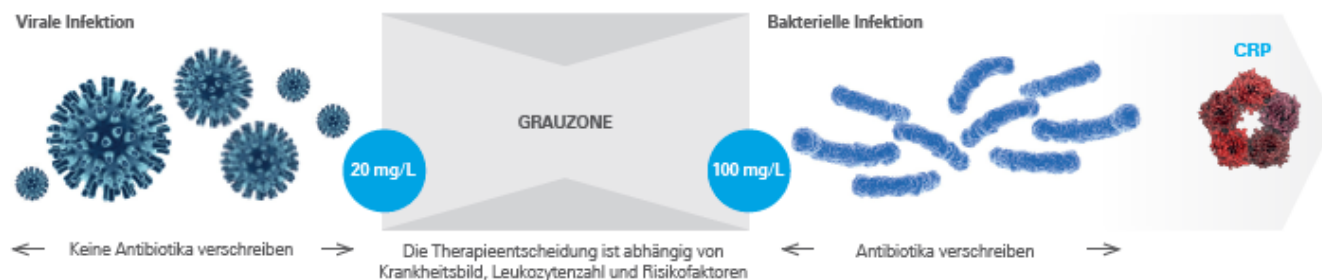 Virale Infektion
Bakterielle Infektion
CRP
GRAUZONE
20 mg/L
100 mg/L
Keine Antibiotika verschreiben
Die Therapieentscheidung ist abhängig von
Krankheitsbild, Leukozytenzahl und Risikofaktoren
Antibiotika verschreiben